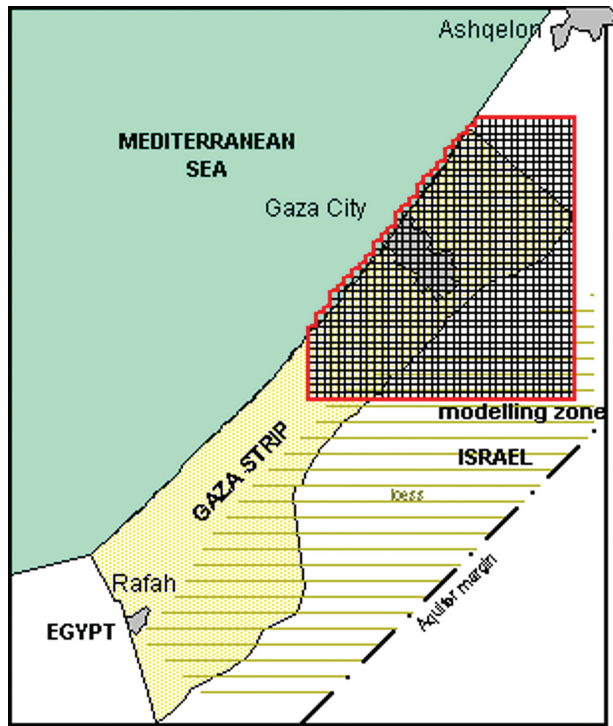 Ashqelon
MEDITERRANEAN
SEA
Gaza City
modelling zone
ISRAEL
GAZA STRIP
loess
Aquifer margin
Rafah
EGYPT